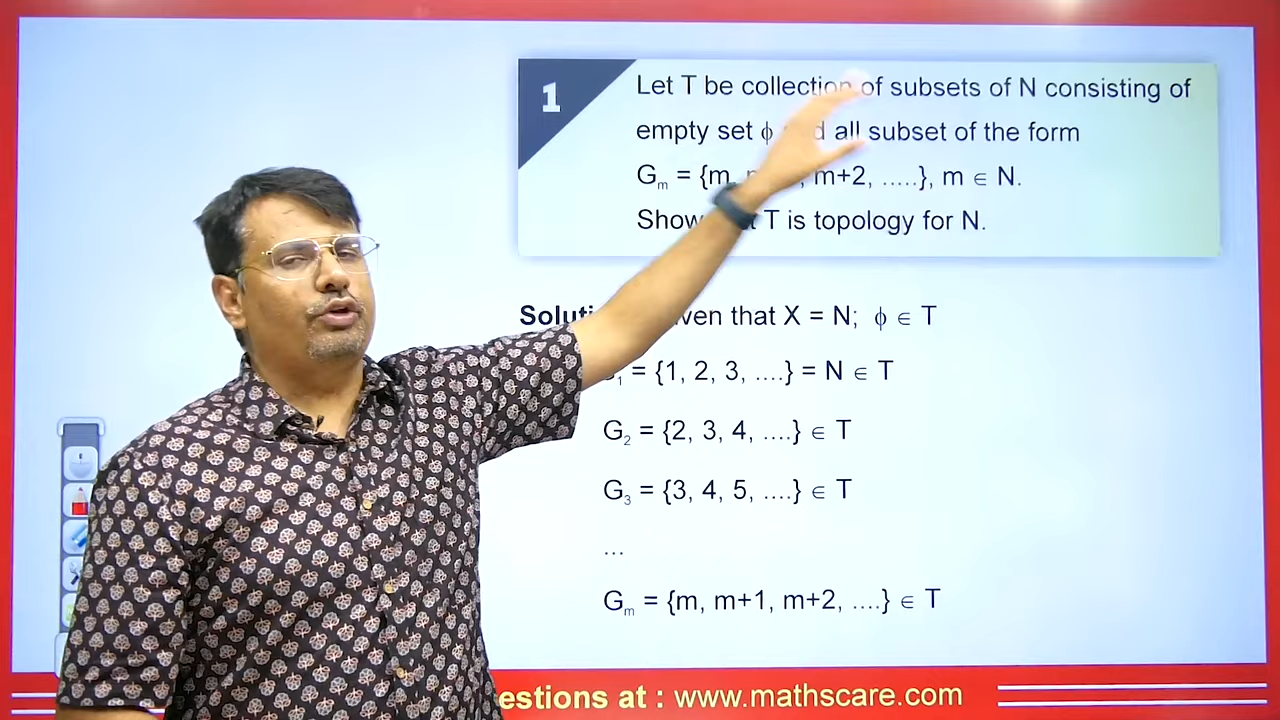 1
Let T be collection of subsets of N consisting of
empty set ϕ all subset of the form
Gₘ = {m, m+2, .....}, m ∈ N.
Show T is topology for N.
Solution given that X = N; ϕ ∈ T
= {1, 2, 3, ....} = N ∈ T
G₂ = {2, 3, 4, ....} ∈ T
G₃ = {3, 4, 5, ....} ∈ T
...
Gₘ = {m, m+1, m+2, ....} ∈ T
estions at : www.mathscare.com